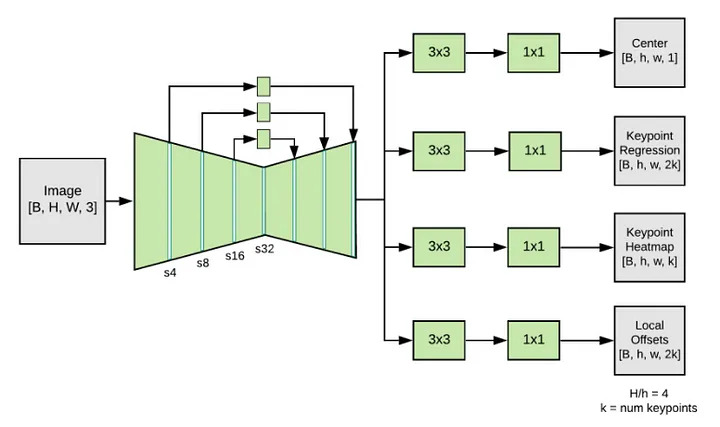 Image
[B, H, W, 3]
s4
s8
s16
s32
3x3
1x1
Center
[B, h, w, 1]
3x3
1x1
Keypoint
Regression
[B, h, w, 2k]
3x3
1x1
Keypoint
Heatmap
[B, h, w, k]
3x3
1x1
Local
Offsets
[B, h, w, 2k]
H/h = 4
k = num keypoints